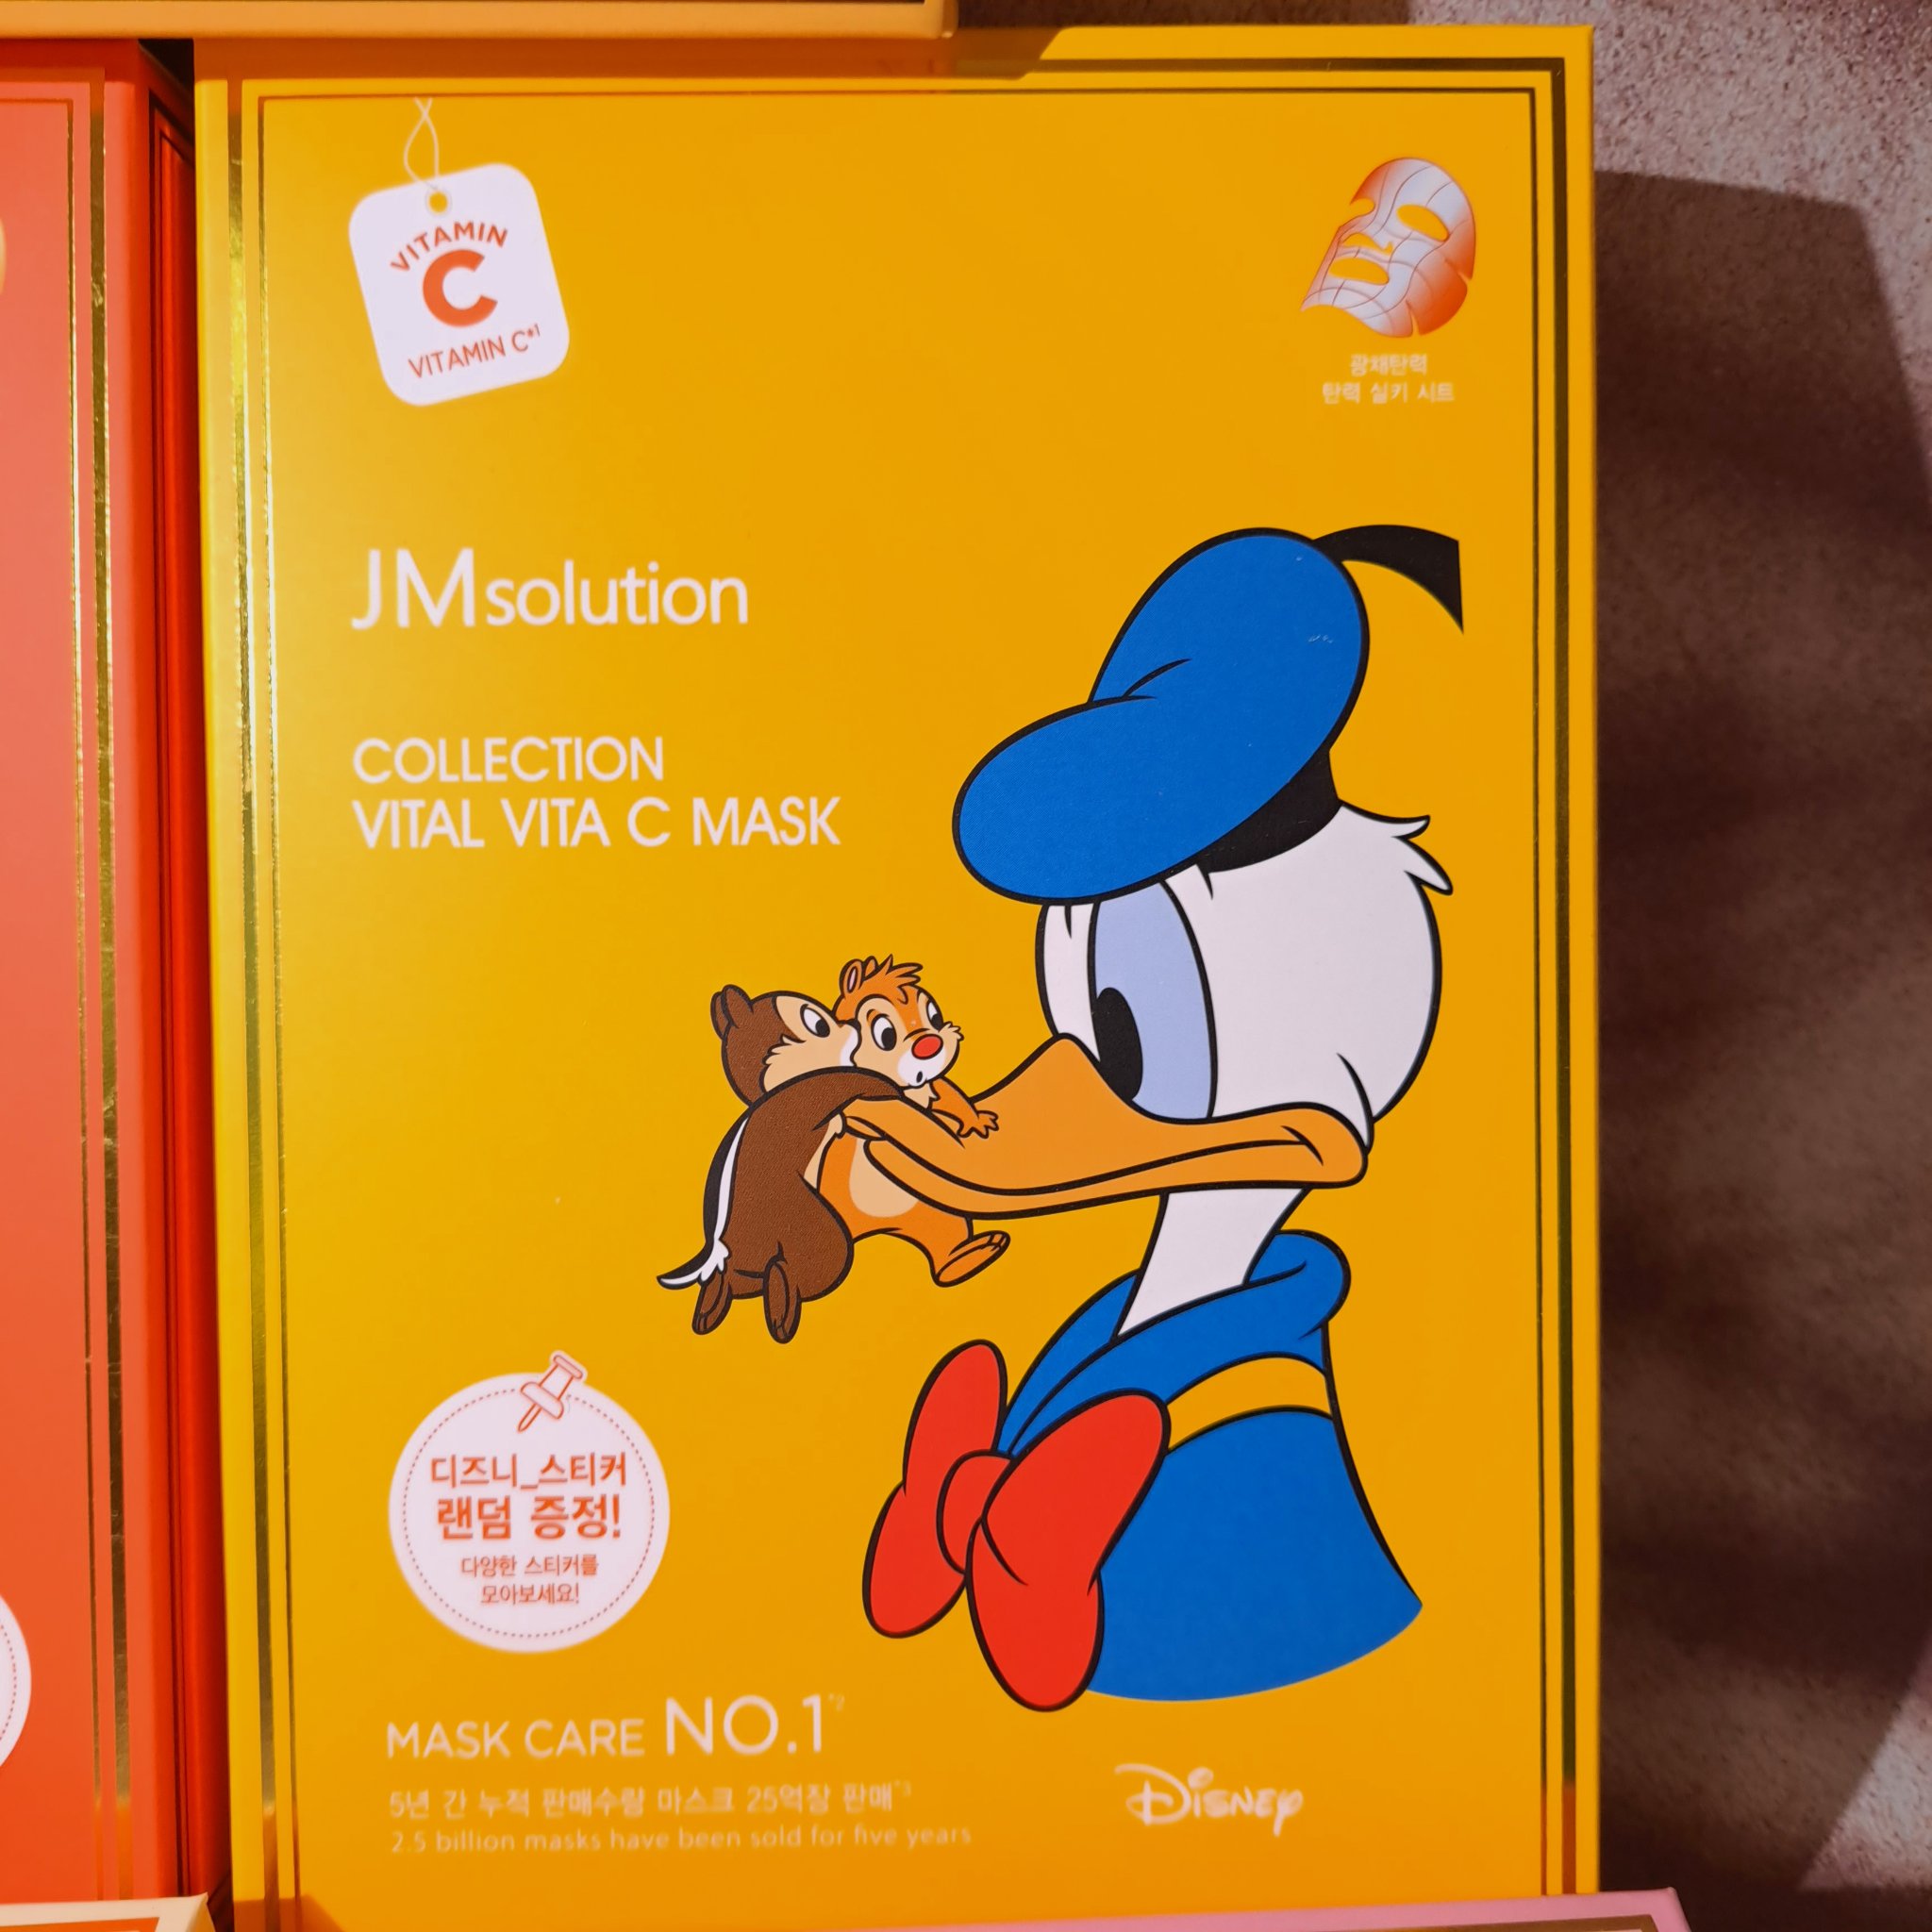 VITAMIN
C
VITAMIN C*1
광채탄력
탄력 실키 시트
JMsolution
COLLECTION
VITAL VITA C MASK
디즈니_스티커
랜덤 증정!
다양한 스티커를
모아보세요!
MASK CARE NO.1*2
5년 간 누적 판매수량 마스크 25억장 판매*3
2.5 billion masks have been sold for five years
Disney